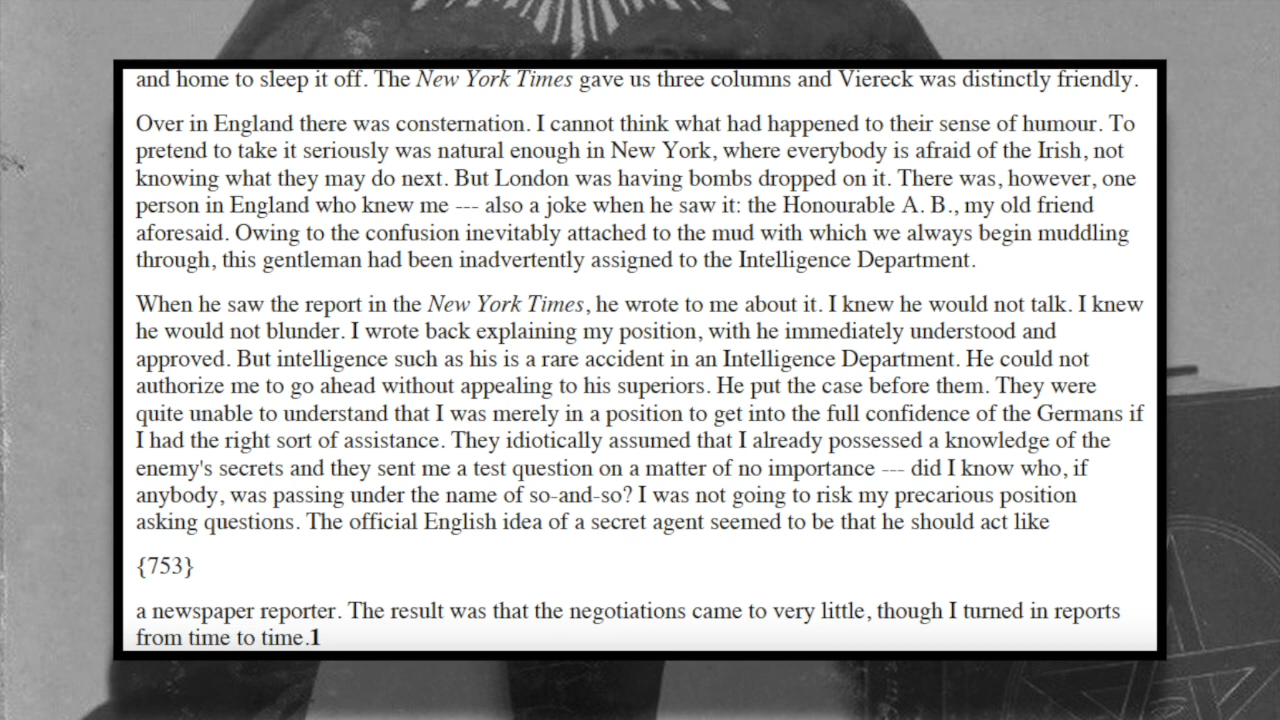 and home to sleep it off. The New York Times gave us three columns and Viereck was distinctly friendly.
Over in England there was consternation. I cannot think what had happened to their sense of humour. To
pretend to take it seriously was natural enough in New York, where everybody is afraid of the Irish, not
knowing what they may do next. But London was having bombs dropped on it. There was, however, one
person in England who knew me --- also a joke when he saw it: the Honourable A. B., my old friend
aforesaid. Owing to the confusion inevitably attached to the mud with which we always begin muddling
through, this gentleman had been inadvertently assigned to the Intelligence Department.
When he saw the report in the New York Times, he wrote to me about it. I knew he would not talk. I knew
he would not blunder. I wrote back explaining my position, with he immediately understood and
approved. But intelligence such as his is a rare accident in an Intelligence Department. He could not
authorize me to go ahead without appealing to his superiors. He put the case before them. They were
quite unable to understand that I was merely in a position to get into the full confidence of the Germans if
I had the right sort of assistance. They idiotically assumed that I already possessed a knowledge of the
enemy's secrets and they sent me a test question on a matter of no importance --- did I know who, if
anybody, was passing under the name of so-and-so? I was not going to risk my precarious position
asking questions. The official English idea of a secret agent seemed to be that he should act like
{753}
a newspaper reporter. The result was that the negotiations came to very little, though I turned in reports
from time to time.1